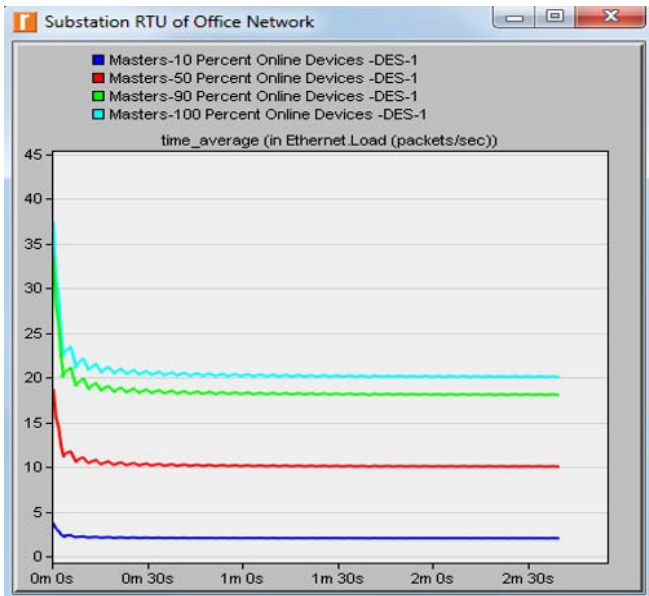 Substation RTU of Office Network
Masters-10 Percent Online Devices -DES-1
Masters-50 Percent Online Devices -DES-1
Masters-90 Percent Online Devices -DES-1
Masters-100 Percent Online Devices -DES-1
time_average (in Ethernet.Load (packets/sec))
45
40
35
30
25
20
15
10
5
0
0m 0s 0m 30s 1m 0s 1m 30s 2m 0s 2m 30s